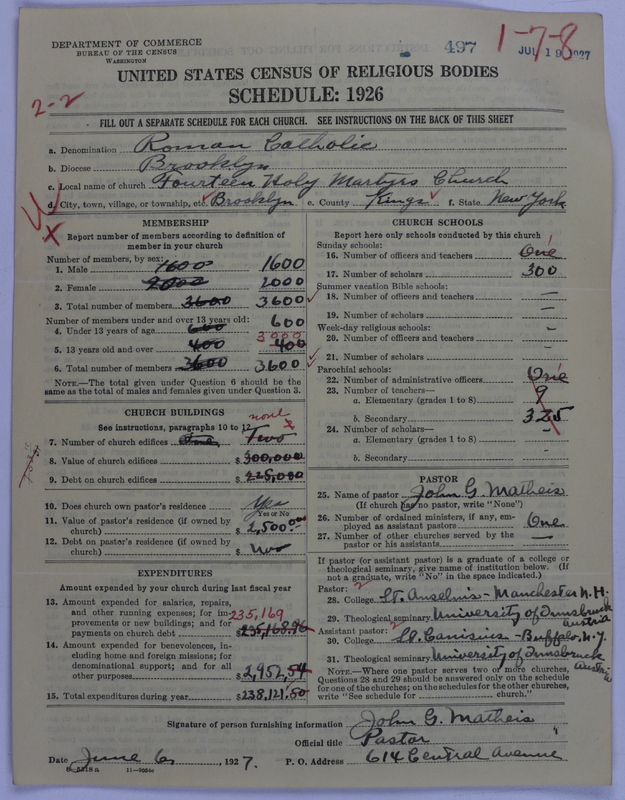 DEPARTMENT OF COMMERCE
BUREAU OF THE CENSUS
WASHINGTON
497
JUL 19 1927
1-7-8
UNITED STATES CENSUS OF RELIGIOUS BODIES
SCHEDULE: 1926
2-2
FILL OUT A SEPARATE SCHEDULE FOR EACH CHURCH. SEE INSTRUCTIONS ON THE BACK OF THIS SHEET
a. Denomination Roman Catholic
b. Diocese Brooklyn
c. Local name of church Fourteen Holy Martyrs Church
d. City, town, village, or township, etc. Brooklyn e. County Kings f. State New York
MEMBERSHIP
Report number of members according to definition of
member in your church
Number of members, by sex:
1. Male 1600 1600
2. Female 2000 2000
3. Total number of members 3600 3600
Number of members under and over 13 years old:
4. Under 13 years of age 600 600
3000
5. 13 years old and over 400 400
6. Total number of members 3600 3600
NOTE.—The total given under Question 6 should be the
same as the total of males and females given under Question 3.
CHURCH BUILDINGS
See instructions, paragraphs 10 to 12
none
7. Number of church edifices One Two
8. Value of church edifices $ 300,000
9. Debt on church edifices $ 225,000
10. Does church own pastor's residence Yes
Yes or No
11. Value of pastor's residence (if owned by
church) $ 2,500.00
12. Debt on pastor's residence (if owned by
church) $ No
EXPENDITURES
Amount expended by church during last fiscal year
13. Amount expended for salaries, repairs,
and other running expenses; for im-
provements or new building; and for 235,169
payments on church debt $ 235,168.96
14. Amount expended for benevolences, in-
cluding home and foreign missions; for
denominational support; and for all
other purposes $ 2,952.54
15. Total expenditures during year $ 238,121.50
CHURCH SCHOOLS
Report here only schools conducted by this church
Sunday schools:
16. Number of officers and teachers One
17. Number of scholars 300
Summer vacation Bible schools:
18. Number of officers and teachers —
19. Number of scholars —
Week-day religious schools:
20. Number of officers and teachers —
21. Number of scholars —
Parochial schools:
22. Number of administrative officers One
23. Number of teachers—
a. Elementary (grades 1 to 8) 9
b. Secondary 325
24. Number of scholars—
a. Elementary (grades 1 to 8) —
b. Secondary —
PASTOR
25. Name of pastor John G. Matheis
(If church has no pastor, write "None")
26. Number of ordained ministers, if any, em-
ployed as assistant pastors One
27. Number of other churches served by the
pastor or his assistants —
If pastor (or assistant pastor) is a graduate of a college or
theological seminary, give name of institution below. (If
not a graduate, write "No" in the space indicated.)
Pastor: 2
28. College St. Anselms - Manchester N.H.
29. Theological seminary University of Innsbruck
Austria
Assistant pastor: 2
30. College St. Canisius - Buffalo, N.Y.
31. Theological seminary University of Innsbruck
Austria
NOTE.—Where one pastor serves two or more churches,
Questions 28 and 29 should be answered only on the schedule
for one of the churches; on the schedules for the other churches,
write "See schedule for church."
Signature of person furnishing information John G. Matheis
Official title Pastor
Date June 6, 1927. P. O. Address 614 Central Avenue
8-5318 a 11-9064a